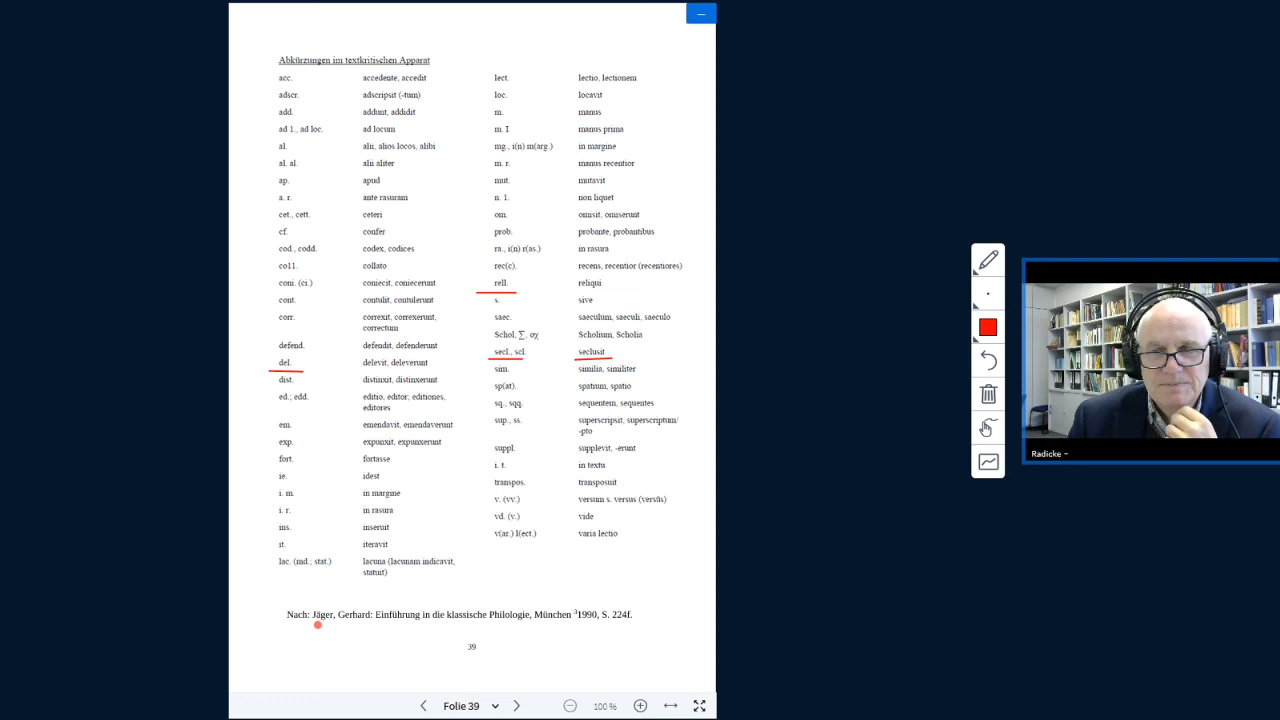 Abkürzungen im textkritischen Apparat
acc. accedente, accedit
adscr. adscripsit (-tum)
add. addunt, addidit
ad 1., ad loc. ad locum
al. alii, alios locos, alibi
al. al. alii aliter
ap. apud
a. r. ante rasuram
cet., cett. ceteri
cf. confer
cod., codd. codex, codices
co11. collato
coni. (ci.) coniecit, coniecerunt
cont. contulit, contulerunt
corr. correxit, correxerunt,
correctum
defend. defendit, defenderunt
del. delevit, deleverunt
dist. distinxit, distinxerunt
ed.; edd. editio, editor; editiones,
editores
em. emendavit, emendaverunt
exp. expunxit, expunxerunt
fort. fortasse
ie. idest
i. m. in margine
i. r. in rasura
ins. inseruit
it. iteravit
lac. (ind.; stat.) lacuna (lacunam indicavit,
statuit)
lect. lectio, lectionem
loc. locavit
m. manus
m. I manus prima
mg., i(n) m(arg.) in margine
m. r. manus recentior
mut. mutavit
n. 1. non liquet
om. omisit, omiserunt
prob. probante, probantibus
ra., i(n) r(as.) in rasura
rec(c). recens, recentior (recentiores)
rell. reliqui
s. sive
saec. saeculum, saeculi, saeculo
Schol, ∑, σχ Scholium, Scholia
secl., scl. seclusit
sim. similia, similiter
sp(at). spatium, spatio
sq., sqq. sequentem, sequentes
sup., ss. superscripsit, superscriptum/
-pto
suppl. supplevit, -erunt
i. t. in textu
transpos. transposuit
v. (vv.) versum s. versus (versūs)
vd. (v.) vide
v(ar.) l(ect.) varia lectio
Nach: Jäger, Gerhard: Einführung in die klassische Philologie, München ³1990, S. 224f.
39
Folie 39
100 %
Radicke